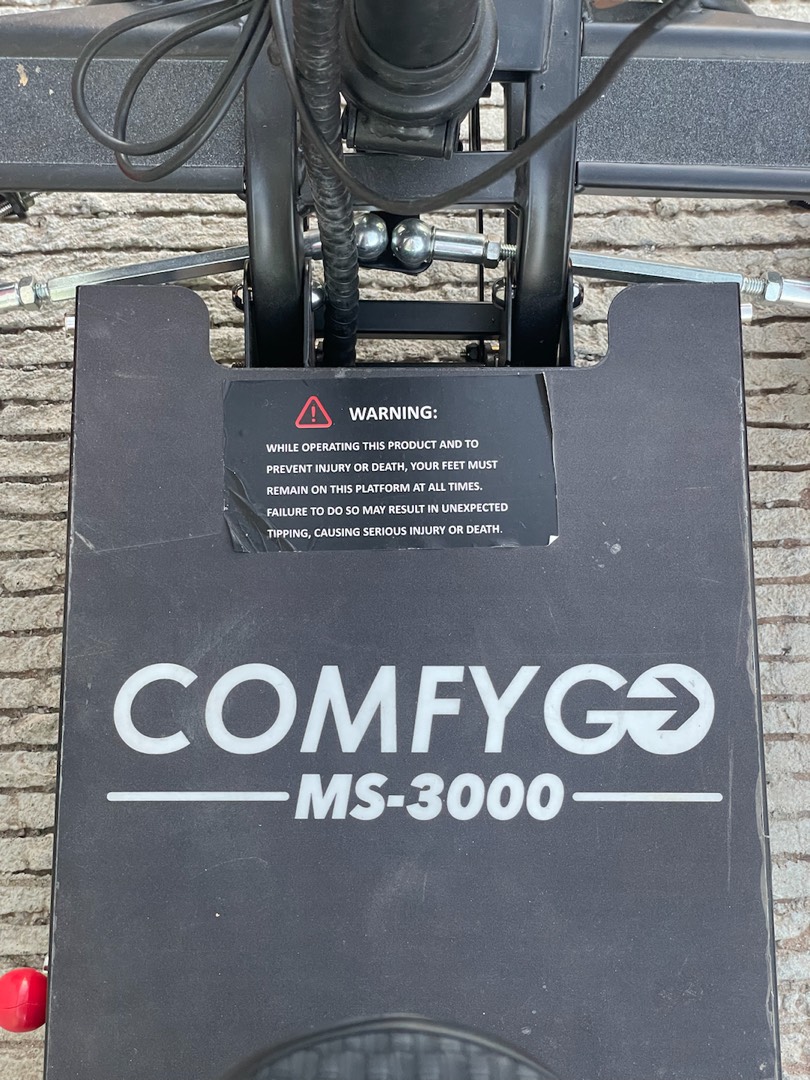 WARNING:
WHILE OPERATING THIS PRODUCT AND TO
PREVENT INJURY OR DEATH, YOUR FEET MUST
REMAIN ON THIS PLATFORM AT ALL TIMES.
FAILURE TO DO SO MAY RESULT IN UNEXPECTED
TIPPING, CAUSING SERIOUS INJURY OR DEATH.
COMFYGO
MS-3000